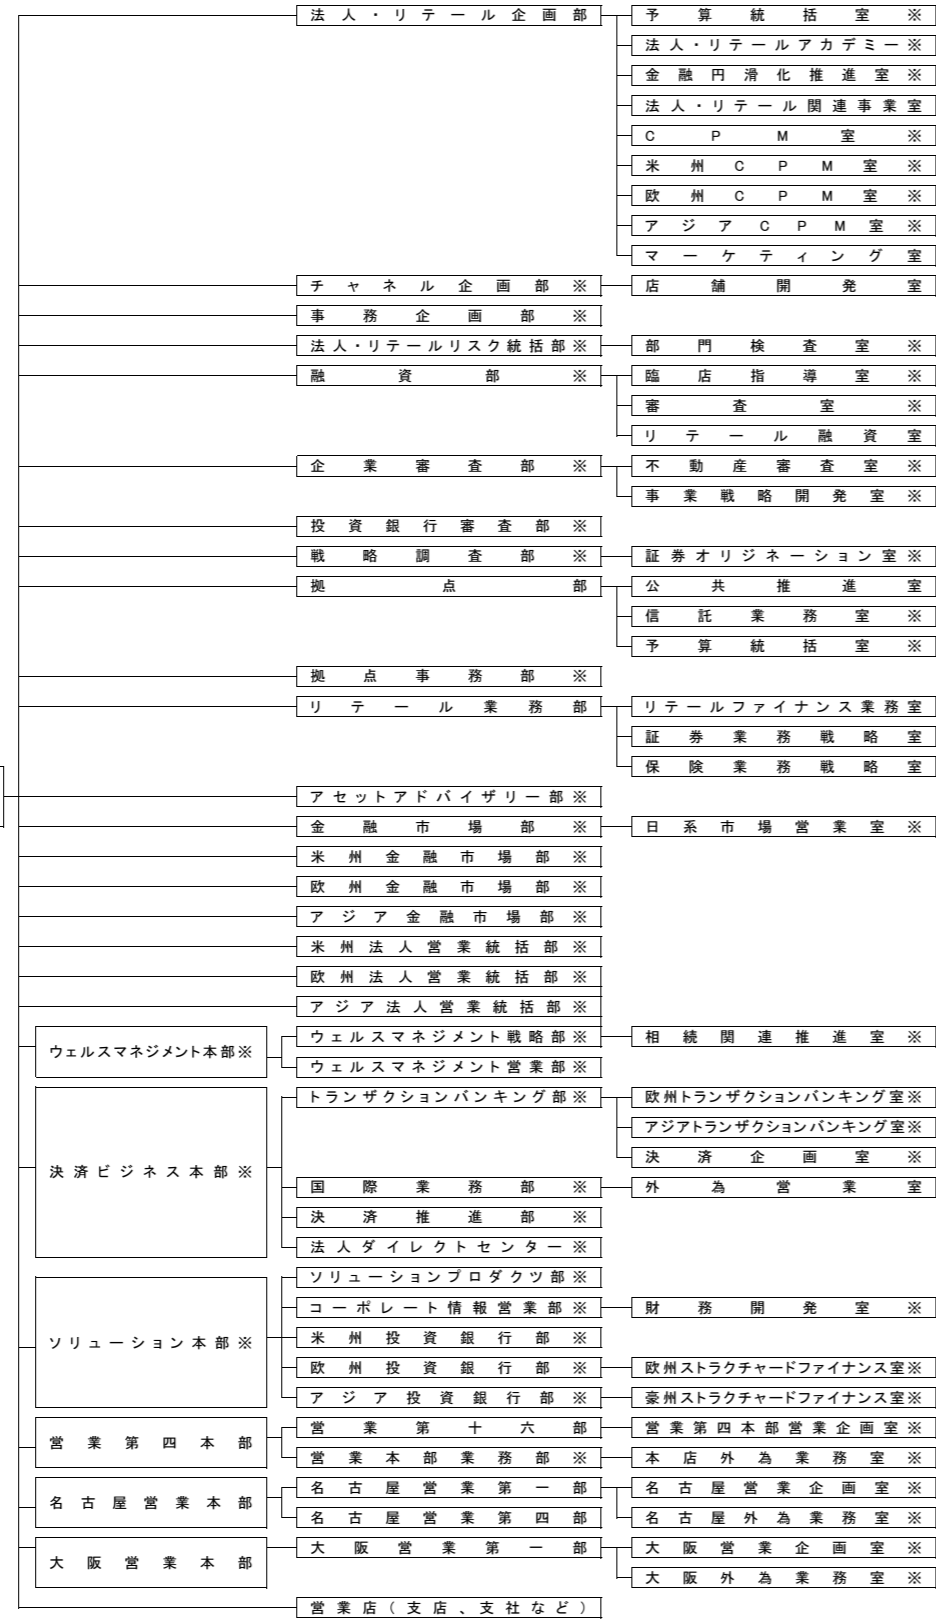 法人・リテール企画部 予算統括室※
法人・リテールアカデミー※
金融円滑化推進室※
法人・リテール関連事業室
CPM室※
米州CPM室※
欧州CPM室※
アジアCPM室※
マーケティング室
チャネル企画部※ 店舗開発室
事務企画部※
法人・リテールリスク統括部※ 部門検査室※
融資部※ 臨店指導室※
審査室※
リテール融資室
企業審査部※ 不動産審査室※
事業戦略開発室※
投資銀行審査部※
戦略調査部※ 証券オリジネーション室※
拠点部 公共推進室
信託業務室※
予算統括室※
拠点事務部※
リテール業務部 リテールファイナンス業務室
証券業務戦略室
保険業務戦略室
アセットアドバイザリー部※
金融市場部※ 日系市場営業室※
米州金融市場部※
欧州金融市場部※
アジア金融市場部※
米州法人営業統括部※
欧州法人営業統括部※
アジア法人営業統括部※
ウェルスマネジメント本部※ ウェルスマネジメント戦略部※ 相続関連推進室※
ウェルスマネジメント営業部※
決済ビジネス本部※ トランザクションバンキング部※ 欧州トランザクションバンキング室※
アジアトランザクションバンキング室※
決済企画室※
国際業務部※ 外為営業室
決済推進部※
法人ダイレクトセンター※
ソリューション本部※ ソリューションプロダクツ部※
コーポレート情報営業部※ 財務開発室※
米州投資銀行部※
欧州投資銀行部※ 欧州ストラクチャードファイナンス室※
アジア投資銀行部※ 豪州ストラクチャードファイナンス室※
営業第四本部 営業第十六部 営業第四本部営業企画室※
営業本部業務部※ 本店外為業務室※
名古屋営業本部 名古屋営業第一部 名古屋営業企画室※
名古屋営業第四部 名古屋外為業務室※
大阪営業本部 大阪営業第一部 大阪営業企画室※
大阪外為業務室※
営業店(支店、支社など)